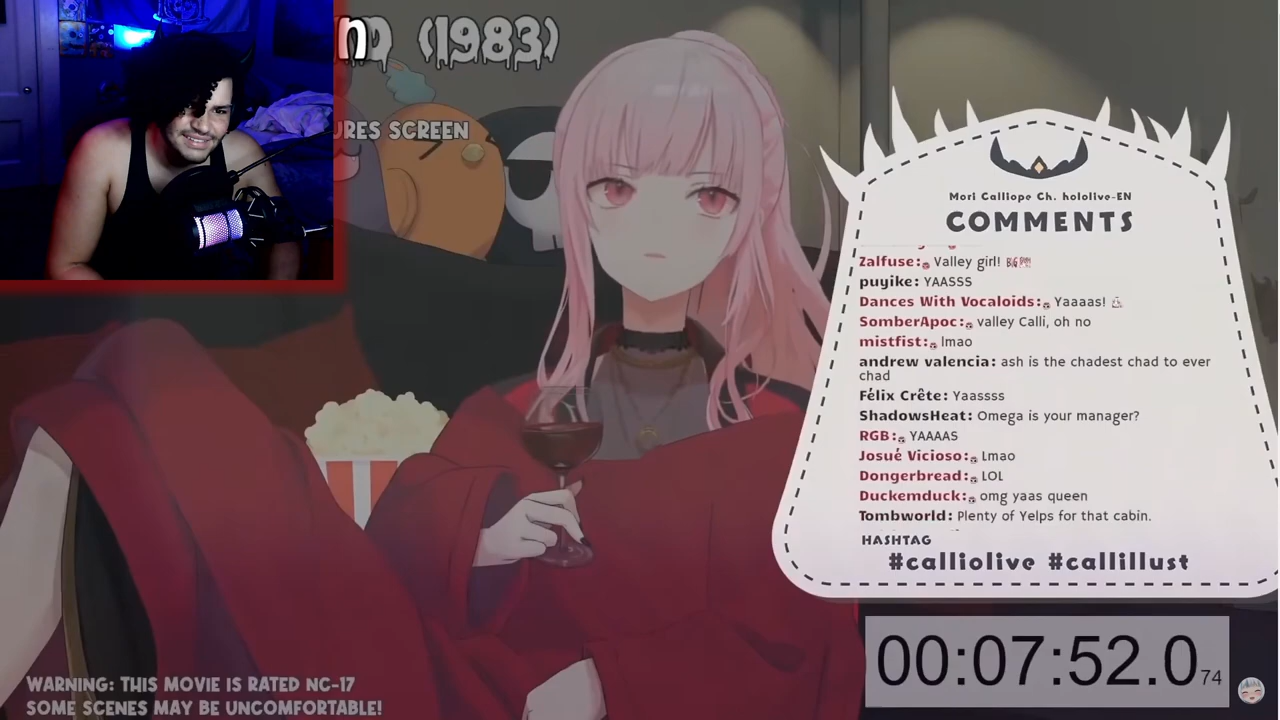 (1983)
URES SCREEN
Mori Calliope Ch. hololive-EN
COMMENTS
Zalfuse: Valley girl!
puyike: YAASSS
Dances With Vocaloids: Yaaaas!
SomberApoc: valley Calli, oh no
mistfist: lmao
andrew valencia: ash is the chadest chad to ever
chad
Félix Crête: Yaassss
ShadowsHeat: Omega is your manager?
RGB: YAAAAS
Josué Vicioso: Lmao
Dongerbread: LOL
Duckemduck: omg yaas queen
Tombworld: Plenty of Yelps for that cabin.
HASHTAG
#calliolive #callillust
00:07:52.074
WARNING: THIS MOVIE IS RATED NC-17
SOME SCENES MAY BE UNCOMFORTABLE!